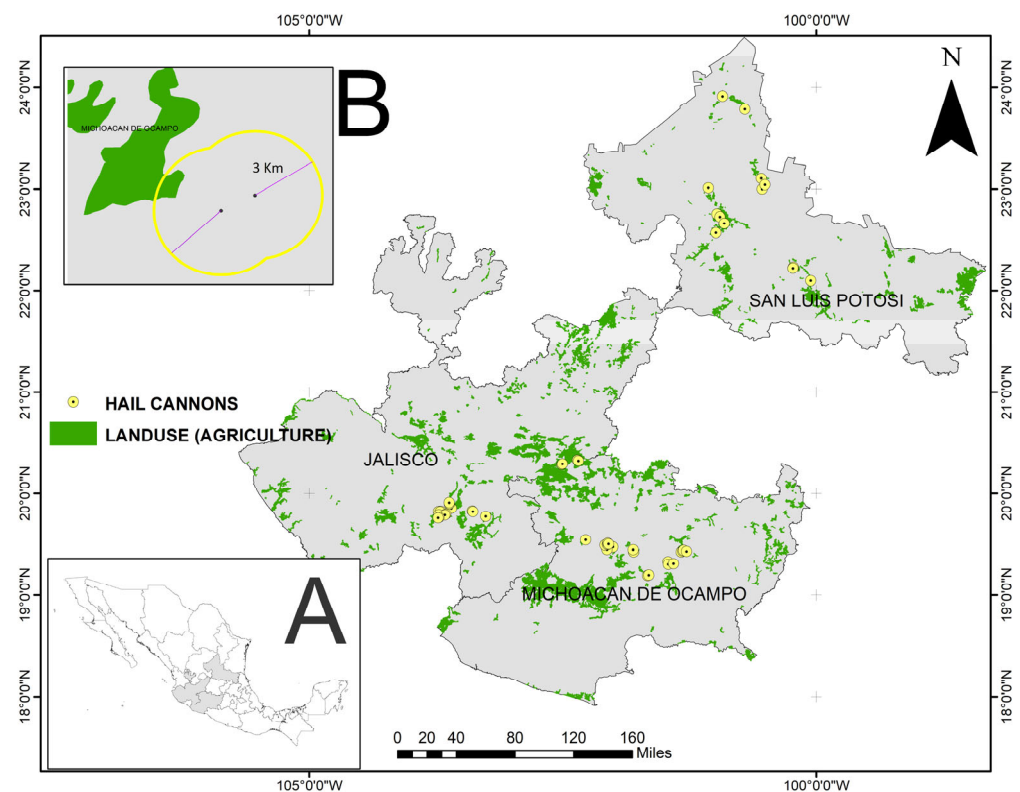 105°0'0"W
100°0'0"W
N
B
MICHOACAN DE OCAMPO
3 Km
24°0'0"N
24°0'0"N
23°0'0"N
23°0'0"N
22°0'0"N
22°0'0"N
SAN LUIS POTOSI
21°0'0"N
21°0'0"N
HAIL CANNONS
LANDUSE (AGRICULTURE)
JALISCO
20°0'0"N
20°0'0"N
MICHOACAN DE OCAMPO
19°0'0"N
19°0'0"N
A
18°0'0"N
18°0'0"N
0 20 40 80 120 160
Miles
105°0'0"W
100°0'0"W